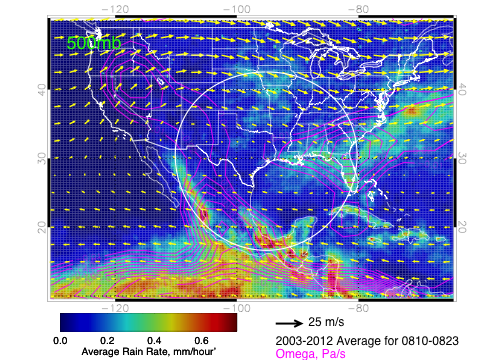 -120 -100 -80
500mb
40 40
30 30
20 20
-120 -100 -80
0.0 0.2 0.4 0.6
Average Rain Rate, mm/hour'
25 m/s
2003-2012 Average for 0810-0823
Omega, Pa/s